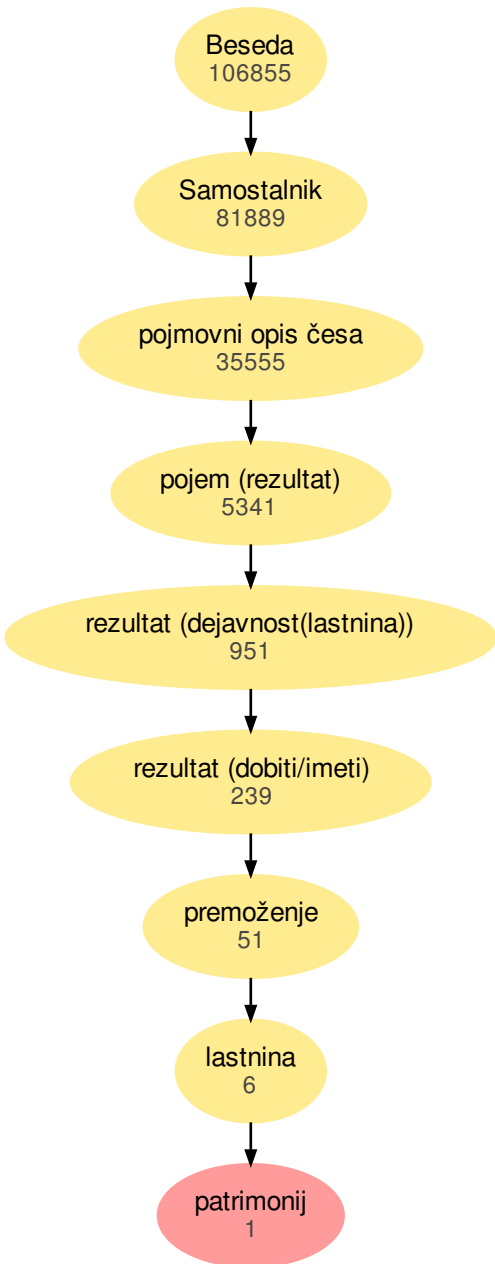 Beseda
106855
Samostalnik
81889
pojmovni opis česa
35555
pojem (rezultat)
5341
rezultat (dejavnost(lastnina))
951
rezultat (dobiti/imeti)
239
premoženje
51
lastnina
6
patrimonij
1